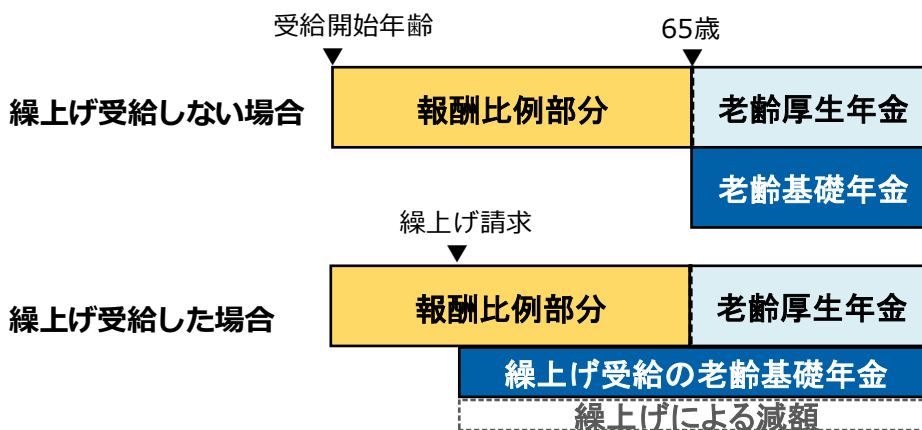 受給開始年齢
65歳
繰上げ受給しない場合
報酬比例部分
老齢厚生年金
老齢基礎年金
繰上げ請求
繰上げ受給した場合
報酬比例部分
老齢厚生年金
繰上げ受給の老齢基礎年金
繰上げによる減額